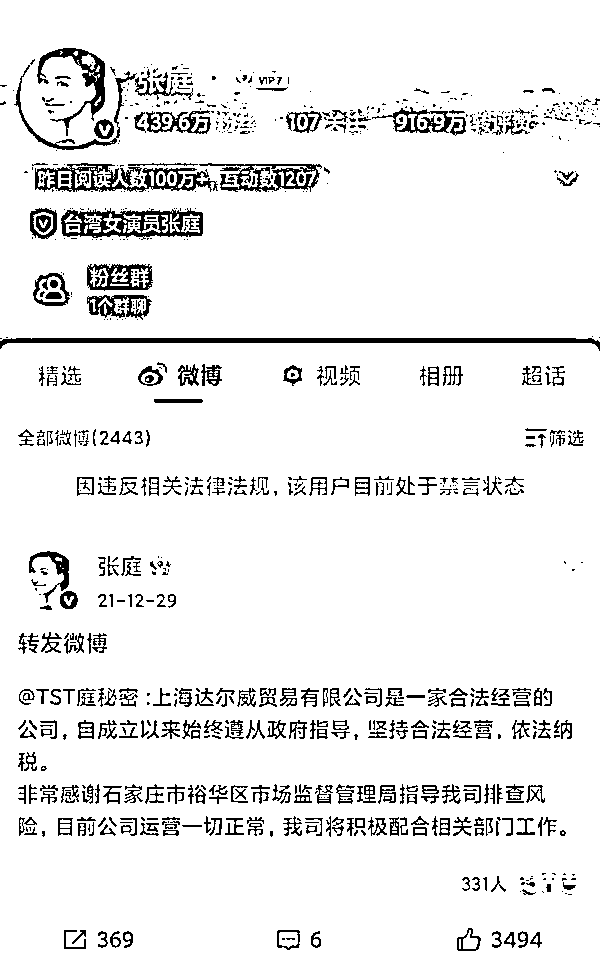 张庭
VIP 7
439.6万 粉丝 107 关注 916.9万 转评赞
昨日阅读人数100万+, 互动数1207
台湾女演员张庭
粉丝群
1个群聊
精选 微博 视频 相册 超话
全部微博(2443) 筛选
因违反相关法律法规, 该用户目前处于禁言状态
张庭
21-12-29
转发微博
@TST庭秘密 :上海达尔威贸易有限公司是一家合法经营的
公司, 自成立以来始终遵从政府指导, 坚持合法经营, 依法纳
税。
非常感谢石家庄市裕华区市场监督管理局指导我司排查风
险, 目前公司运营一切正常, 我司将积极配合相关部门工作。
331人
369 6 3494